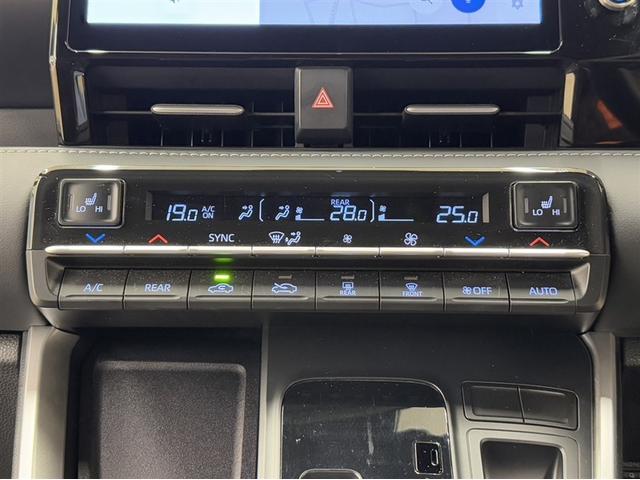 REAR
LO HI
19.0 A/C ON 28.0 25.0
LO HI
SYNC
A/C REAR REAR FRONT OFF AUTO